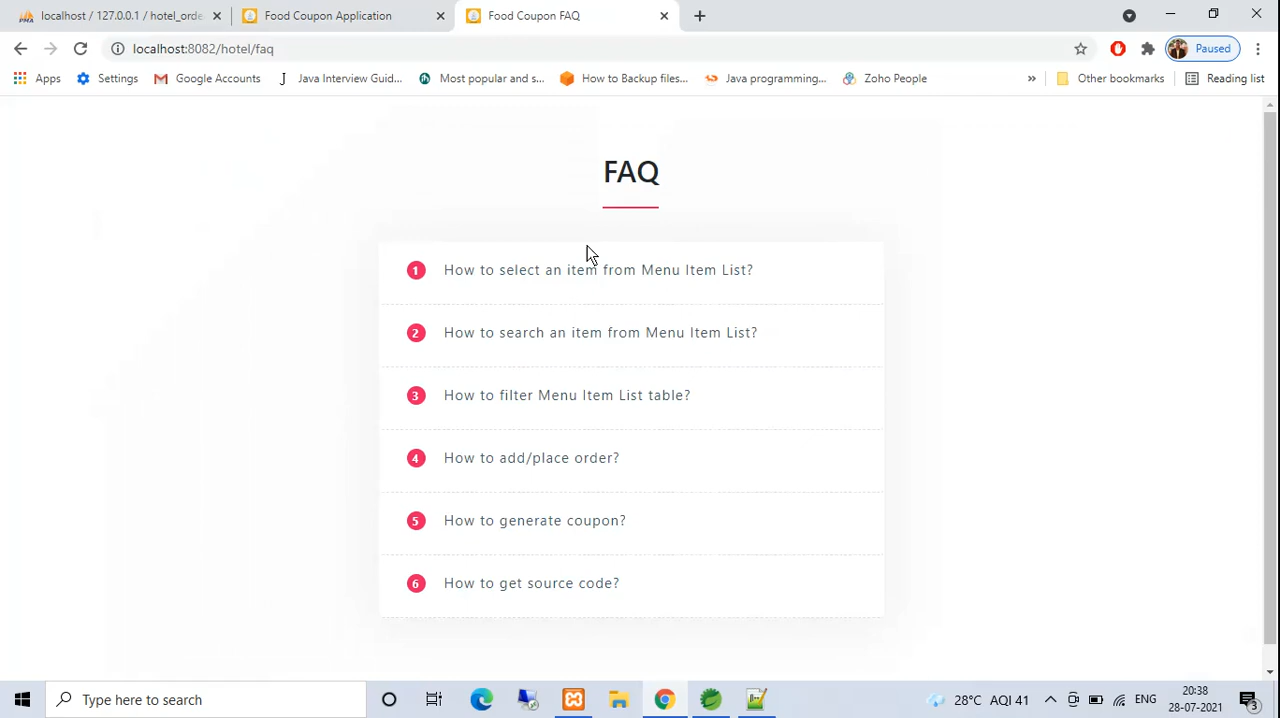 localhost / 127.0.0.1 / hotel_orde
Food Coupon Application
Food Coupon FAQ
localhost:8082/hotel/faq
Paused
Apps
Settings
Google Accounts
Java Interview Guid...
Most popular and s...
How to Backup files...
Java programming,...
Zoho People
»
Other bookmarks
Reading list
FAQ
1 How to select an item from Menu Item List?
2 How to search an item from Menu Item List?
3 How to filter Menu Item List table?
4 How to add/place order?
5 How to generate coupon?
6 How to get source code?
Type here to search
28°C AQI 41
ENG
20:38
28-07-2021
3